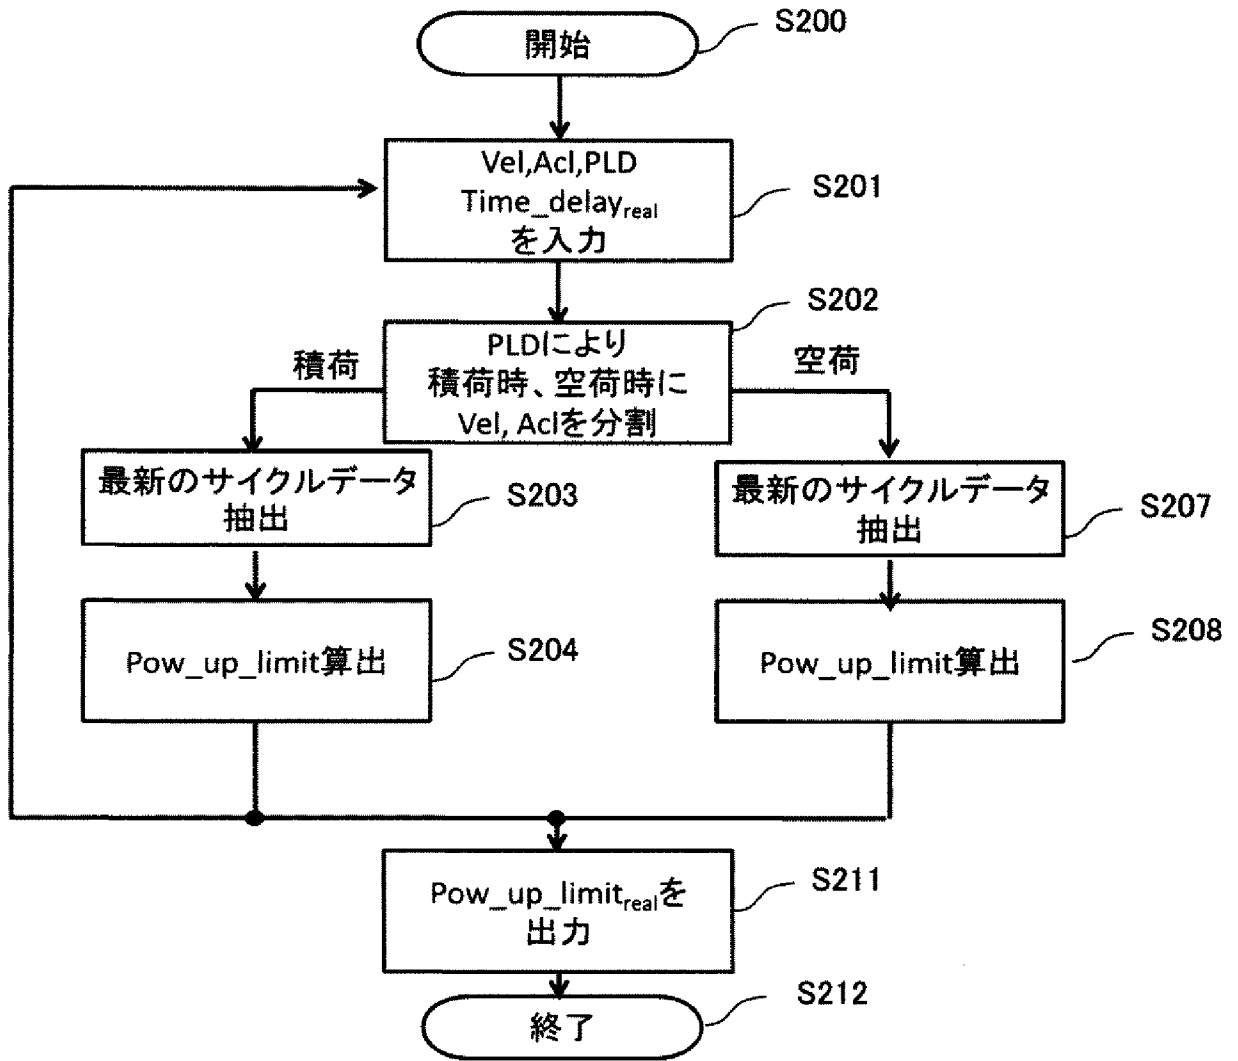 開始
S200
Vel,Acl,PLD
Time_delayreal
を入力
S201
PLDにより
積荷時、空荷時に
Vel, Aclを分割
S202
積荷
空荷
最新のサイクルデータ
抽出
S203
最新のサイクルデータ
抽出
S207
Pow_up_limit算出
S204
Pow_up_limit算出
S208
Pow_up_limitrealを
出力
S211
終了
S212